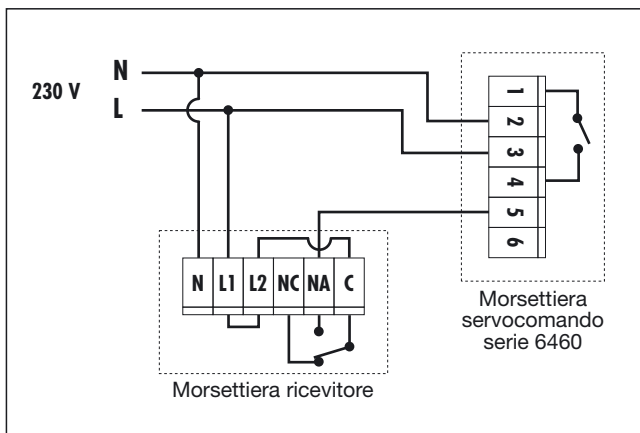 N
230 V
L
1
2
3
4
5
6
N L1 L2 NC NA C
Morsettiera
servocomando
serie 6460
Morsettiera ricevitore